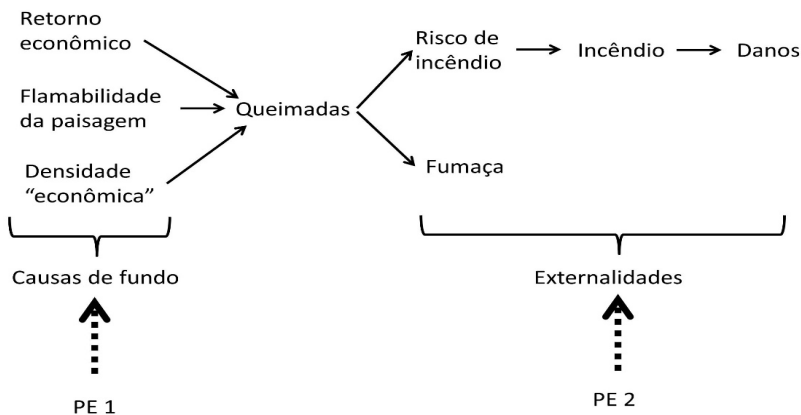 Retorno
econômico
Flamabilidade
da paisagem
Densidade
“econômica”
Queimadas
Risco de
incêndio
Incêndio
Danos
Fumaça
Causas de fundo
Externalidades
PE 1
PE 2